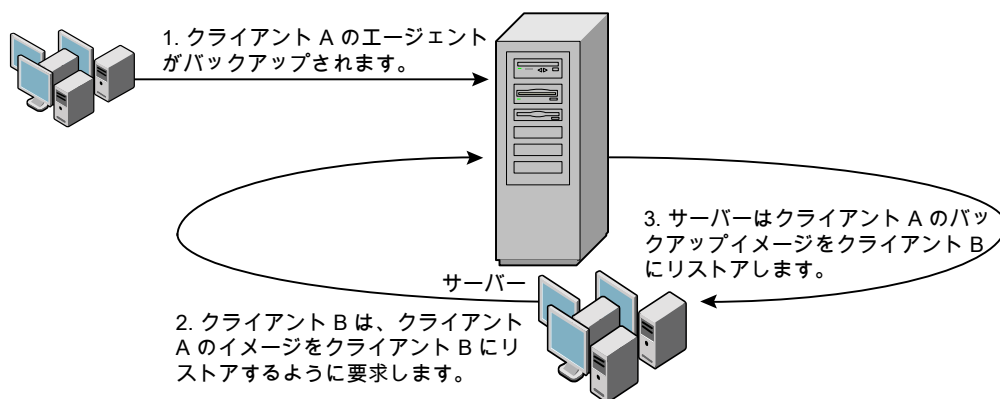 1. クライアント A のエージェント
がバックアップされます。
サーバー
2. クライアント B は、クライアント
A のイメージをクライアント B にリ
ストアするように要求します。
3. サーバーはクライアント A のバッ
クアップイメージをクライアント B
にリストアします。